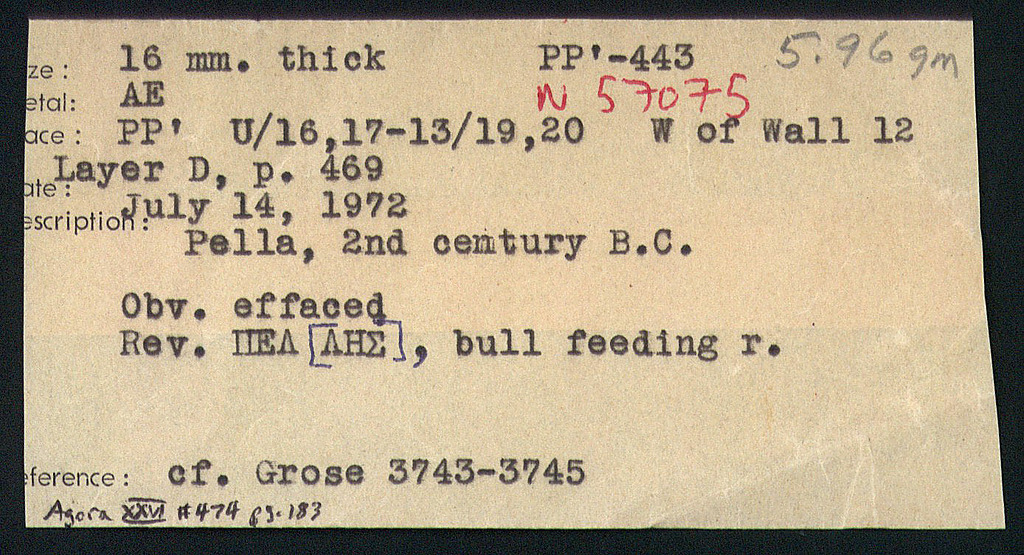 ze: 16 mm. thick PP'-443 5.96 gm
etal: AE N 57075
ace: PP' U/16,17-13/19,20 W of Wall 12
Layer D, p. 469
ate: July 14, 1972
escription:
Pella, 2nd century B.C.
Obv. effaced
Rev. ΠΕΛ[ΛΗΣ], bull feeding r.
eference: cf. Grose 3743-3745
Agora XXVI #474 pg. 183